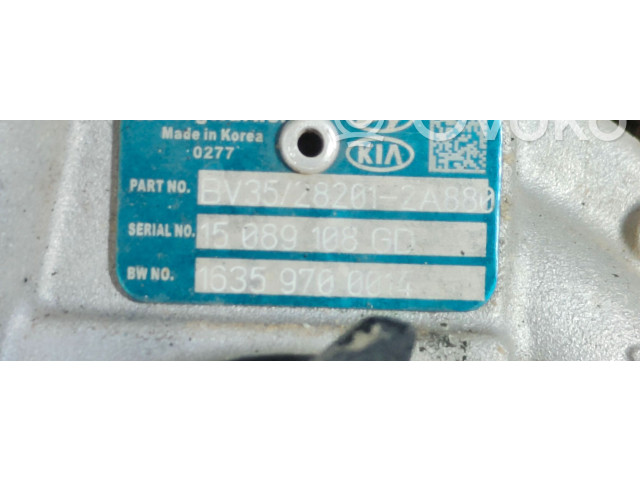 Made in Korea
0277
KIA
PART NO. BV35/28201-2A880
SERIAL NO. 15 089 108 GD
BW NO. 1635 970 0014
OVOKO